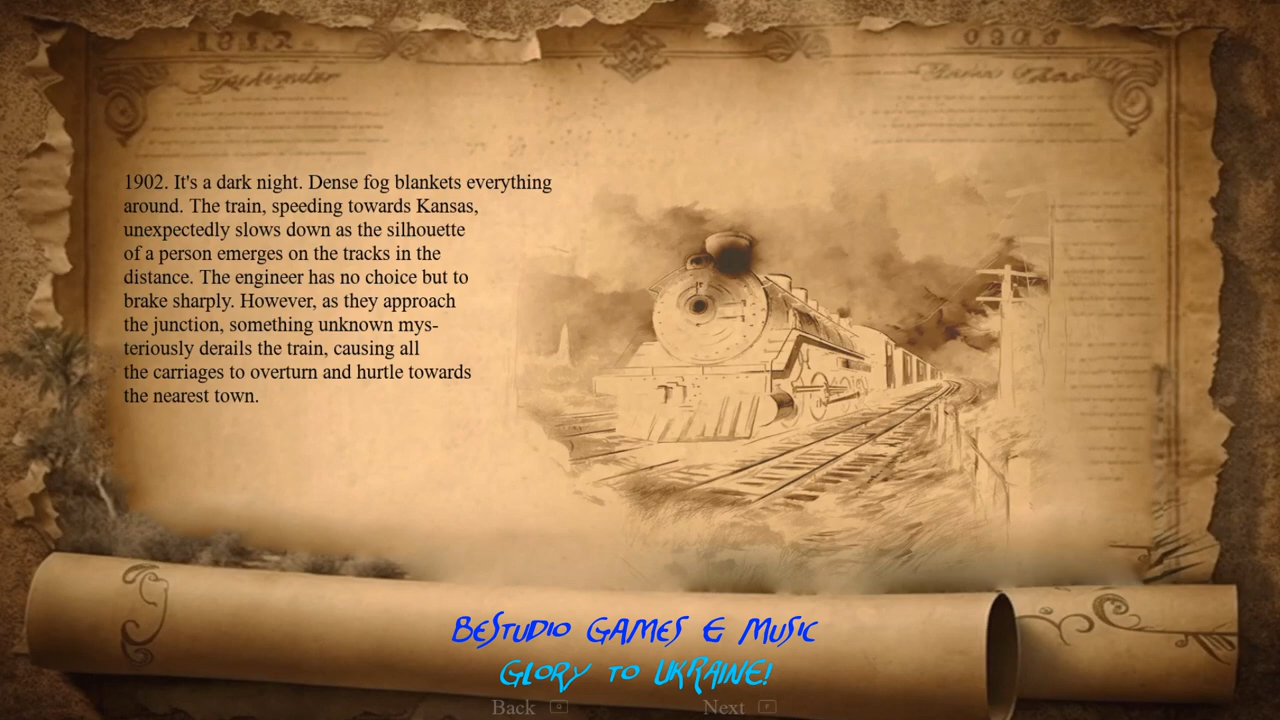 1902. It's a dark night. Dense fog blankets everything
around. The train, speeding towards Kansas,
unexpectedly slows down as the silhouette
of a person emerges on the tracks in the
distance. The engineer has no choice but to
brake sharply. However, as they approach
the junction, something unknown mys-
teriously derails the train, causing all
the carriages to overturn and hurtle towards
the nearest town.
BeStudio Games & Music
Glory to Ukraine!
Back Next